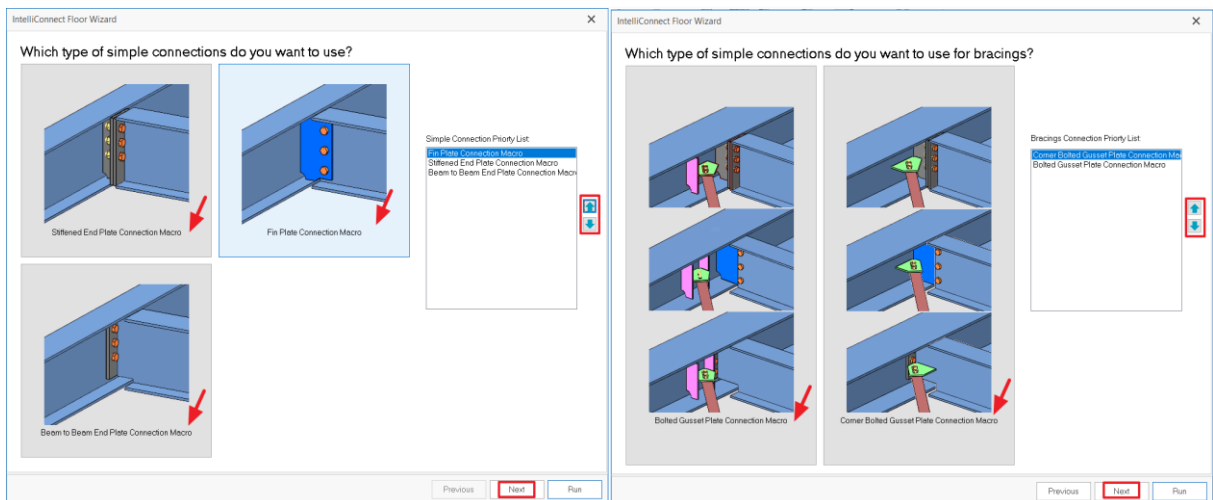 IntelliConnect Floor Wizard
Which type of simple connections do you want to use?
Simple Connection Priorty List:
Fin Plate Connection Macro
Stiffened End Plate Connection Macro
Beam to Beam End Plate Connection Macr
Stiffened End Plate Connection Macro
Fin Plate Connection Macro
Beam to Beam End Plate Connection Macro
Previous
Next
Run
IntelliConnect Floor Wizard
Which type of simple connections do you want to use for bracings?
Bracings Connection Priorty List:
Corner Bolted Gusset Plate Connection Ma
Bolted Gusset Plate Connection Macro
Bolted Gusset Plate Connection Macro
Corner Bolted Gusset Plate Connection Macro
Previous
Next
Run